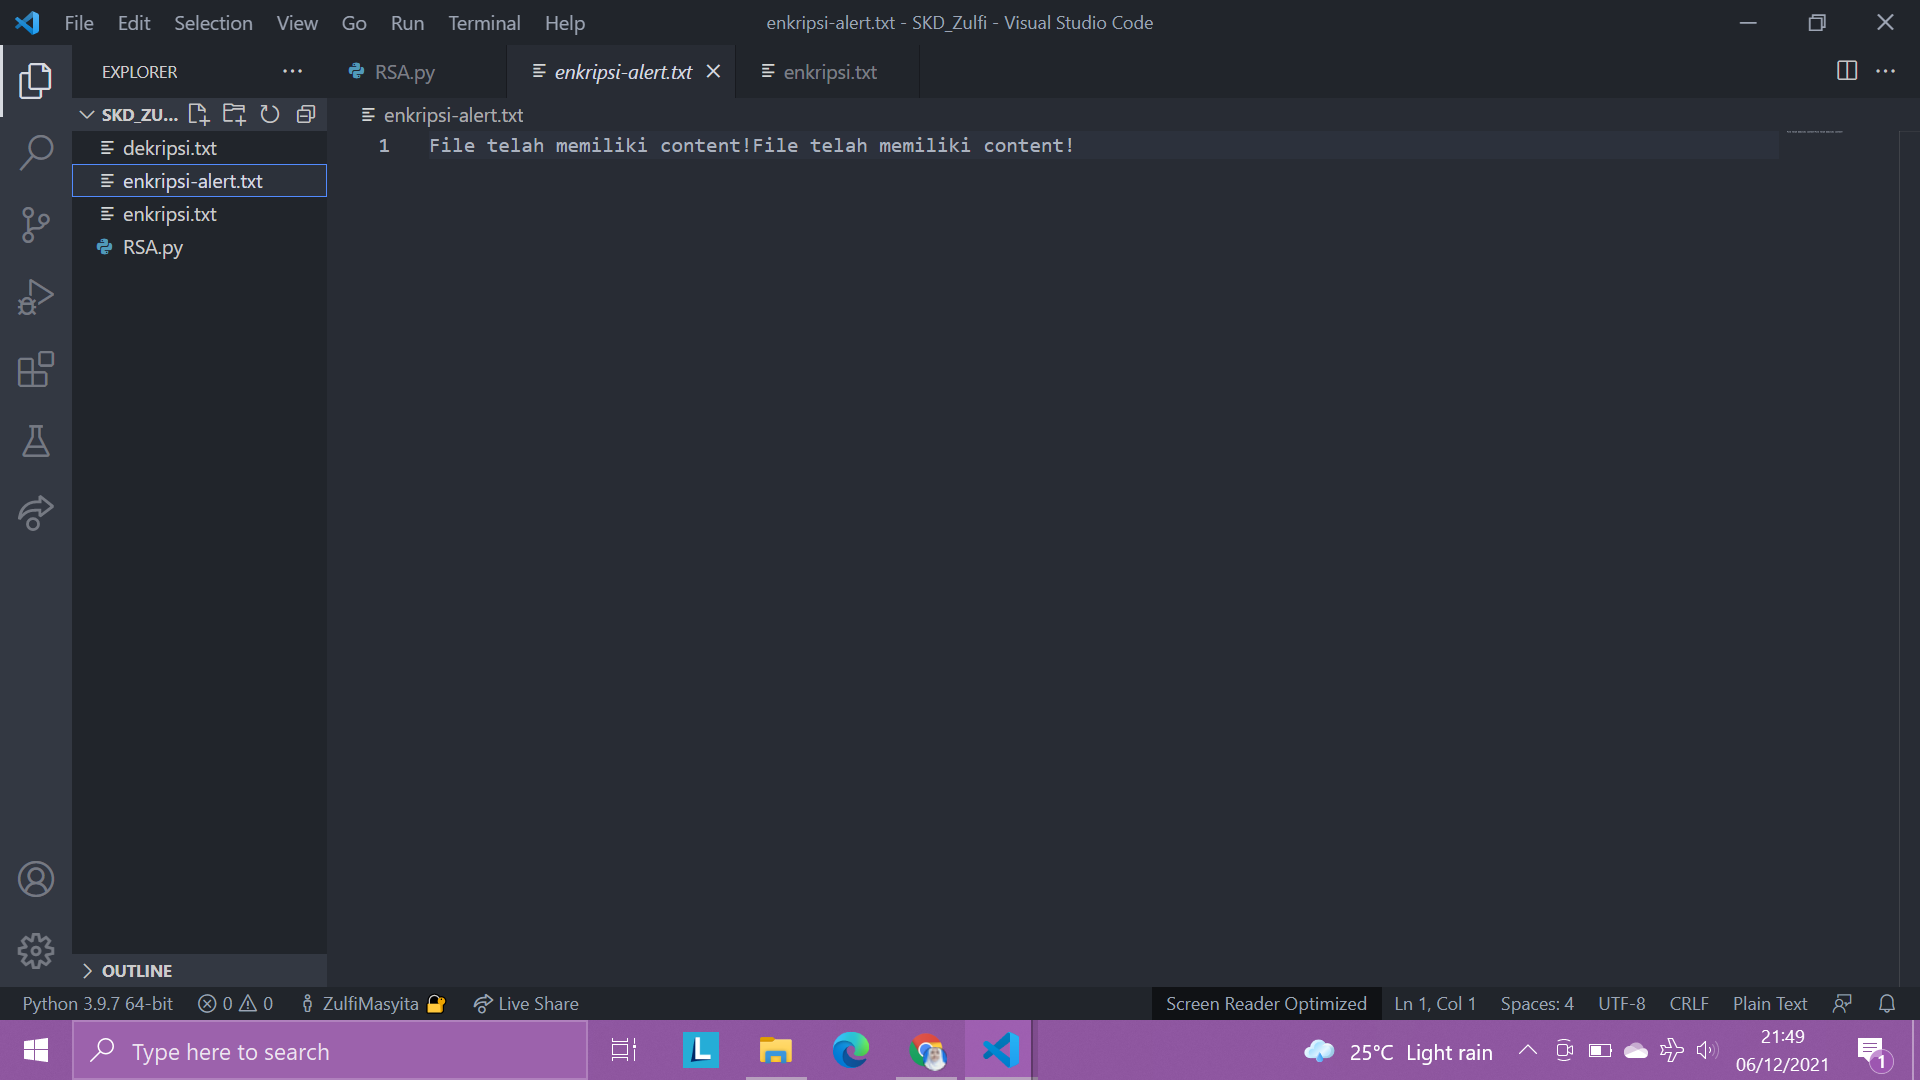 File Edit Selection View Go Run Terminal Help
enkripsi-alert.txt - SKD_Zulfi - Visual Studio Code
EXPLORER
RSA.py
enkripsi-alert.txt
enkripsi.txt
SKD_ZU...
enkripsi-alert.txt
dekripsi.txt
1 File telah memiliki content!File telah memiliki content!
enkripsi-alert.txt
enkripsi.txt
RSA.py
OUTLINE
Python 3.9.7 64-bit 0 0 ZulfiMasyita Live Share
Screen Reader Optimized Ln 1, Col 1 Spaces: 4 UTF-8 CRLF Plain Text
Type here to search
L
25°C Light rain
21:49
06/12/2021
1